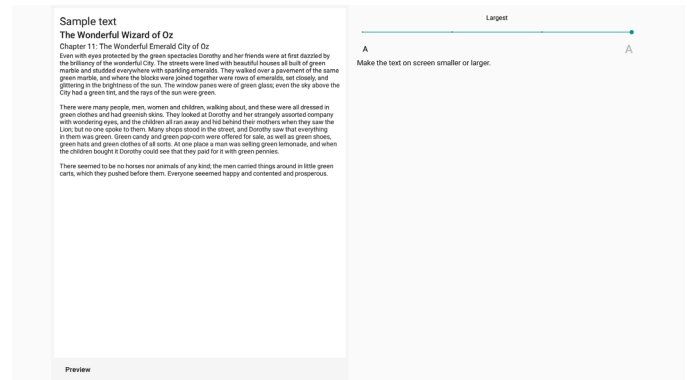 Sample text
The Wonderful Wizard of Oz
Chapter 11: The Wonderful Emerald City of Oz
Even with eyes protected by the green spectacles Dorothy and her friends were at first dazzled by
the brilliancy of the wonderful City. The streets were lined with beautiful houses all built of green
marble and studded everywhere with sparkling emeralds. They walked over a pavement of the same
green marble, and where the blocks were joined together were rows of emeralds, set closely, and
glittering in the brightness of the sun. The window panes were of green glass; even the sky above the
City had a green tint, and the rays of the sun were green.
There were many people, men, women and children, walking about, and these were all dressed in
green clothes and had greenish skins. They looked at Dorothy and her strangely assorted company
with wondering eyes, and the children all ran away and hid behind their mothers when they saw the
Lion; but no one spoke to them. Many shops stood in the street, and Dorothy saw that everything
in them was green. Green candy and green pop-corn were offered for sale, as well as green shoes,
green hats and green clothes of all sorts. At one place a man was selling green lemonade, and when
the children bought it Dorothy could see that they paid for it with green pennies.
There seemed to be no horses nor animals of any kind; the men carried things around in little green
carts, which they pushed before them. Everyone seemed happy and contented and prosperous.
Preview
Largest
A A
Make the text on screen smaller or larger.